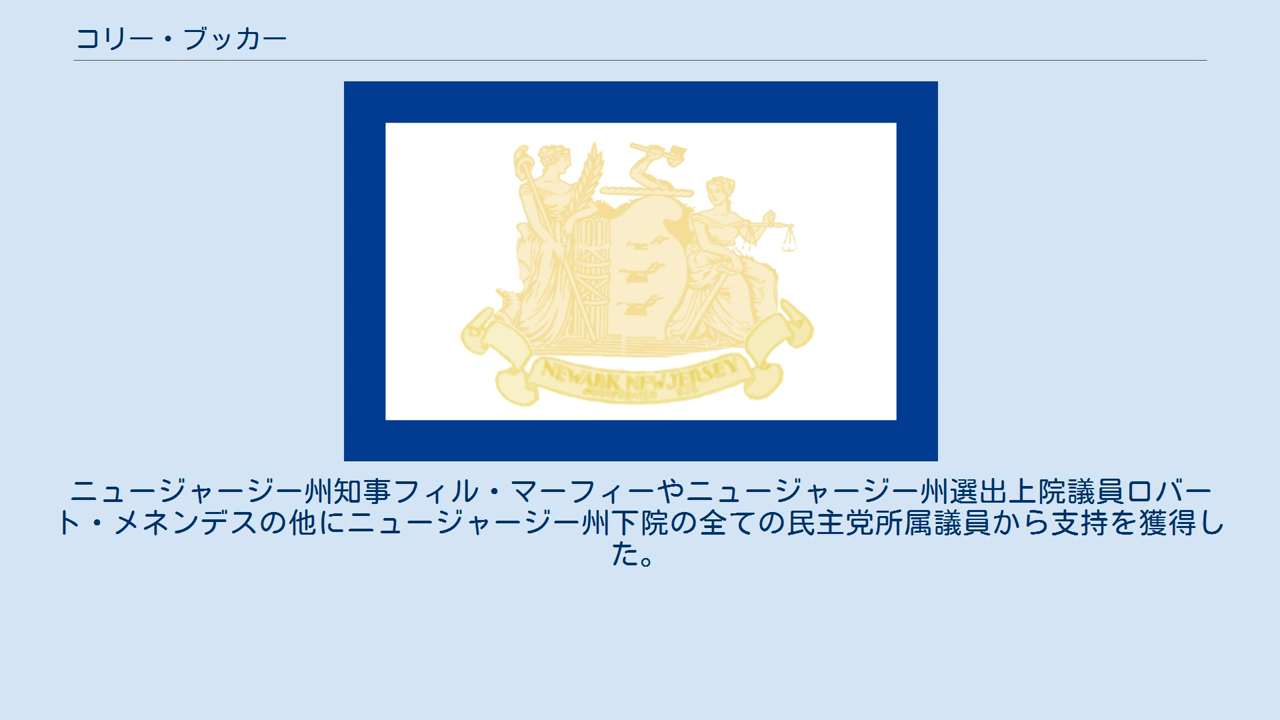 コリー・ブッカー
NEWARK NEW JERSEY
ニュージャージー州知事フィル・マーフィーやニュージャージー州選出上院議員ロバー
ト・メネンデスの他にニュージャージー州下院の全ての民主党所属議員から支持を獲得し
た。